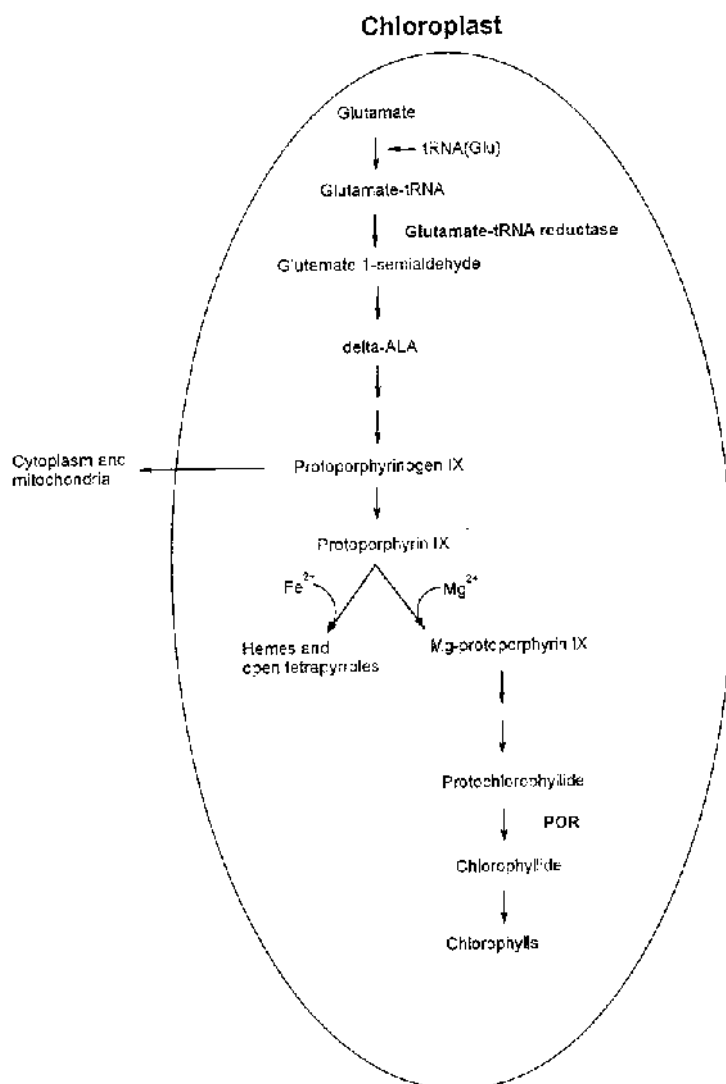 Chloroplast
Glutamate
tRNA(Glu)
Glutamate-tRNA
Glutamate-tRNA reductase
Glutamate 1-semialdehyde
delta-ALA
Cytoplasm and
mitochondria
Protoporphyrinogen IX
Protoporphyrin IX
Fe²⁺
Mg²⁺
Hemes and
open tetrapyrroles
Mg-protoporphyrin IX
Protochlorophyllide
POR
Chlorophyllide
Chlorophylls